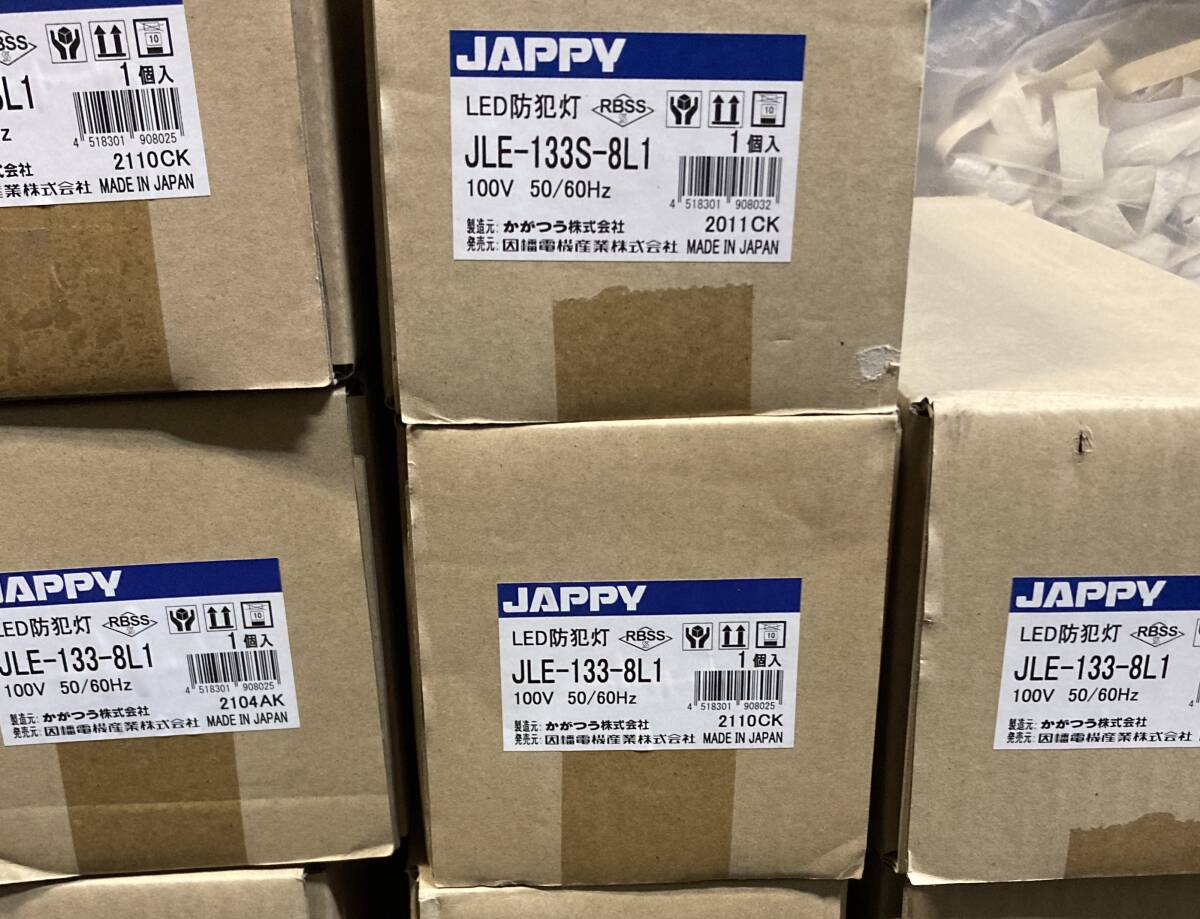 BSS
10
L1
1個入
z
4 518301 908025
2110CK
式会社
産業株式会社 MADE IN JAPAN
JAPPY
LED防犯灯 RBSS
10
JLE-133S-8L1
1個入
100V 50/60Hz
4 518301 908032
2011CK
製造元: かがつう株式会社
発売元: 因幡電機産業株式会社 MADE IN JAPAN
JAPPY
LED防犯灯 RBSS
10
JLE-133-8L1
1個入
100V 50/60Hz
4 518301 908025
2104AK
製造元: かがつう株式会社
発売元: 因幡電機産業株式会社 MADE IN JAPAN
JAPPY
LED防犯灯 RBSS
10
JLE-133-8L1
1個入
100V 50/60Hz
4 518301 908025
2110CK
製造元: かがつう株式会社
発売元: 因幡電機産業株式会社 MADE IN JAPAN
JAPPY
LED防犯灯 RBSS
JLE-133-8L1
100V 50/60Hz
4
製造元: かがつう株式会社
発売元: 因幡電機産業株式会社